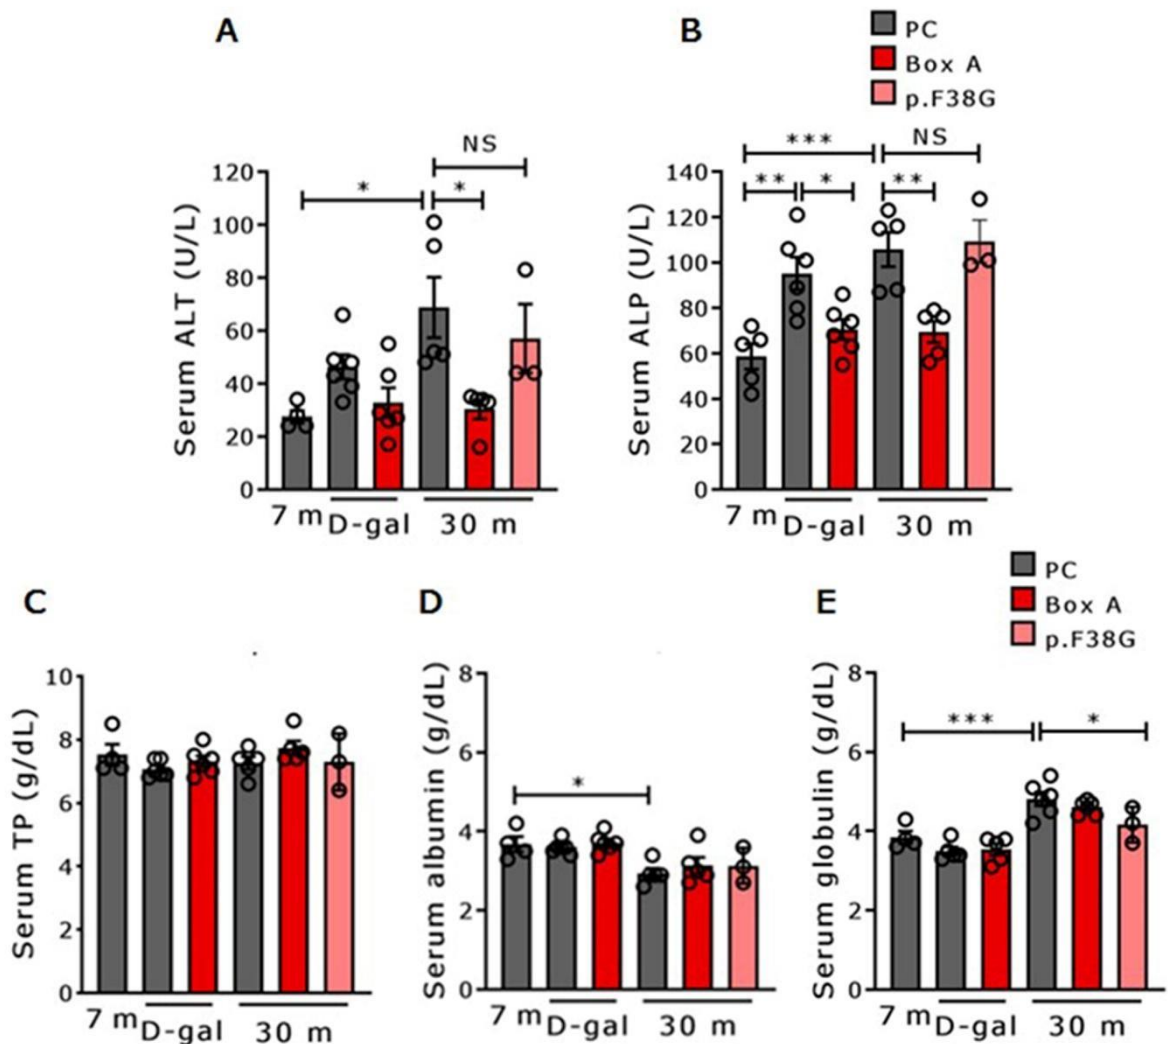 A
B
PC
Box A
p.F38G
NS
*
*
Serum ALT (U/L)
120
100
80
60
40
20
0
7 m
D-gal
30 m
***
NS
**
*
**
Serum ALP (U/L)
140
120
100
80
60
40
20
0
7 m
D-gal
30 m
C
D
E
PC
Box A
p.F38G
Serum TP (g/dL)
10
8
6
4
2
0
7 m
D-gal
30 m
*
Serum albumin (g/dL)
8
6
4
2
0
7 m
D-gal
30 m
***
*
Serum globulin (g/dL)
8
6
4
2
0
7 m
D-gal
30 m